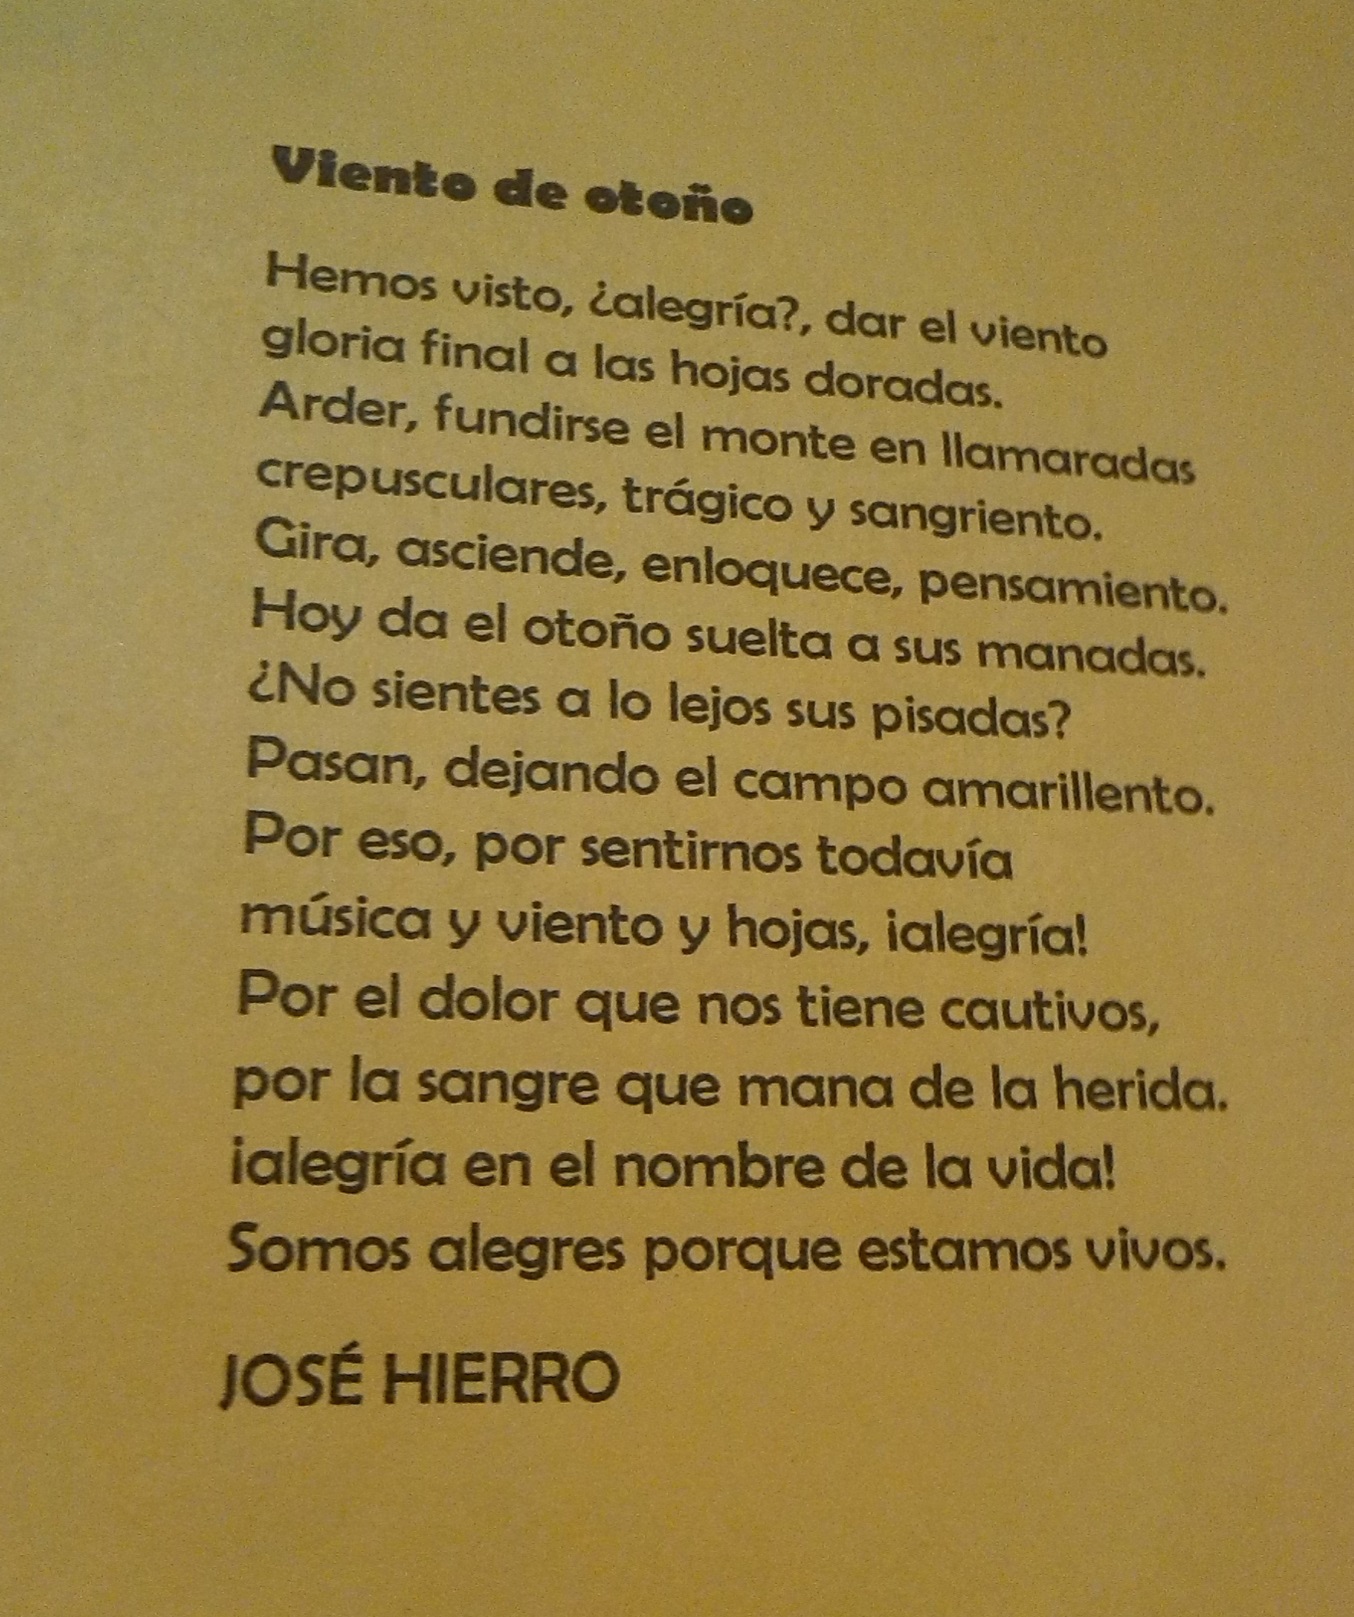 Viento de otoño
Hemos visto, ¿alegría?, dar el viento
gloria final a las hojas doradas.
Arder, fundirse el monte en llamaradas
crepusculares, trágico y sangriento.
Gira, asciende, enloquece, pensamiento.
Hoy da el otoño suelta a sus manadas.
¿No sientes a lo lejos sus pisadas?
Pasan, dejando el campo amarillento.
Por eso, por sentirnos todavía
música y viento y hojas, ¡alegría!
Por el dolor que nos tiene cautivos,
por la sangre que mana de la herida.
¡alegría en el nombre de la vida!
Somos alegres porque estamos vivos.
JOSÉ HIERRO